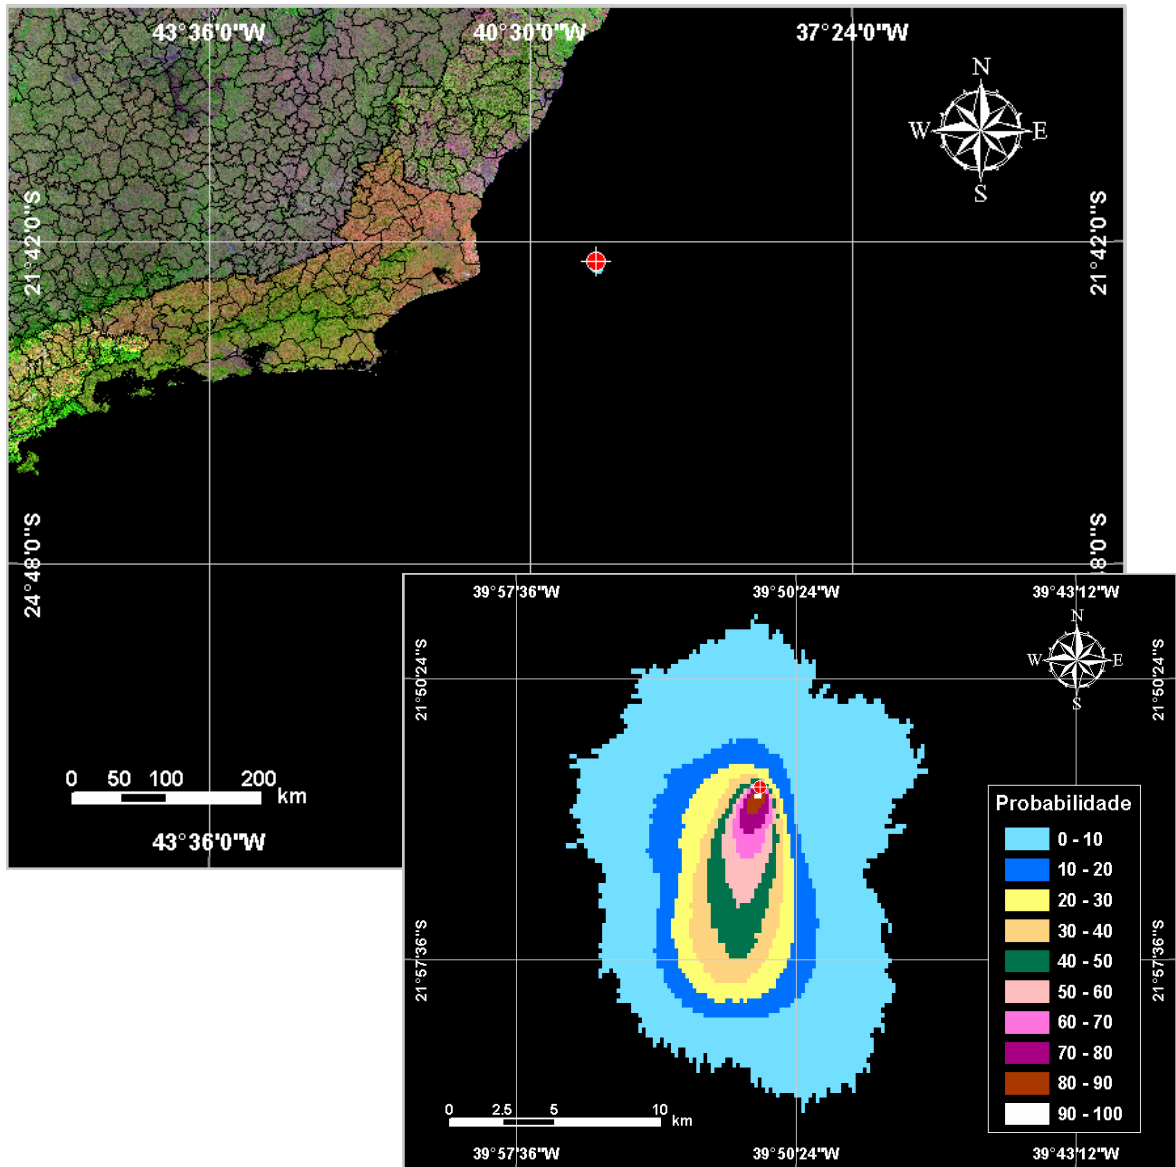 43°36'0"W 40°30'0"W 37°24'0"W
N
W E
S
21°42'0"S 21°42'0"S
24°48'0"S 8°0"S
0 50 100 200
km
43°36'0"W
39°57'36"W 39°50'24"W 39°43'12"W
N
W E
S
21°50'24"S 21°50'24"S
21°57'36"S 21°57'36"S
Probabilidade
0 - 10
10 - 20
20 - 30
30 - 40
40 - 50
50 - 60
60 - 70
70 - 80
80 - 90
90 - 100
0 2.5 5 10
km
39°57'36"W 39°50'24"W 39°43'12"W